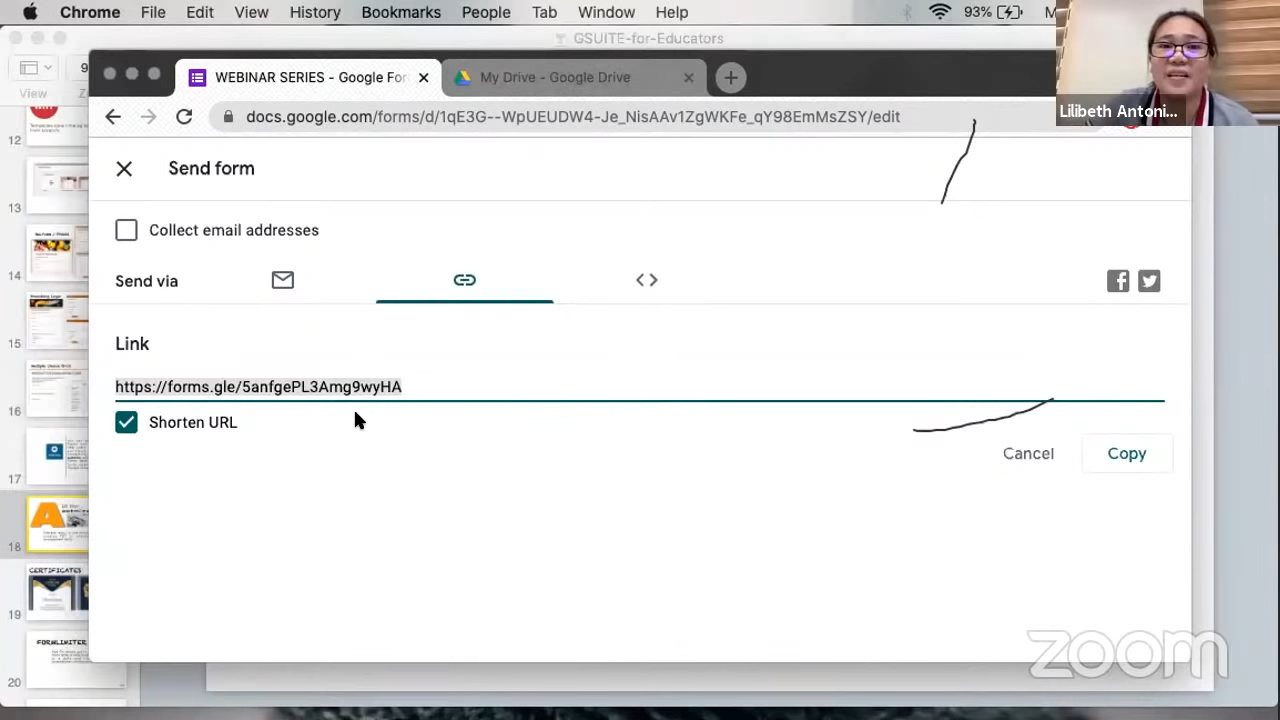 Chrome File Edit View History Bookmarks People Tab Window Help 93%
GSUITE-for-Educators
WEBINAR SERIES - Google For
My Drive - Google Drive
View
docs.google.com/forms/d/1qE3G--WpUEUDW4-Je_NisAAv1ZgWKFe_qY98EmMsZSY/edit
Lilibeth Antoni...
Send form
Collect email addresses
Send via
Link
https://forms.gle/5anfgePL3Amg9wyHA
Shorten URL
Cancel Copy
12
13
14
15
16
17
18
CERTIFICATES
19
FORMLIMITER
20
zoom